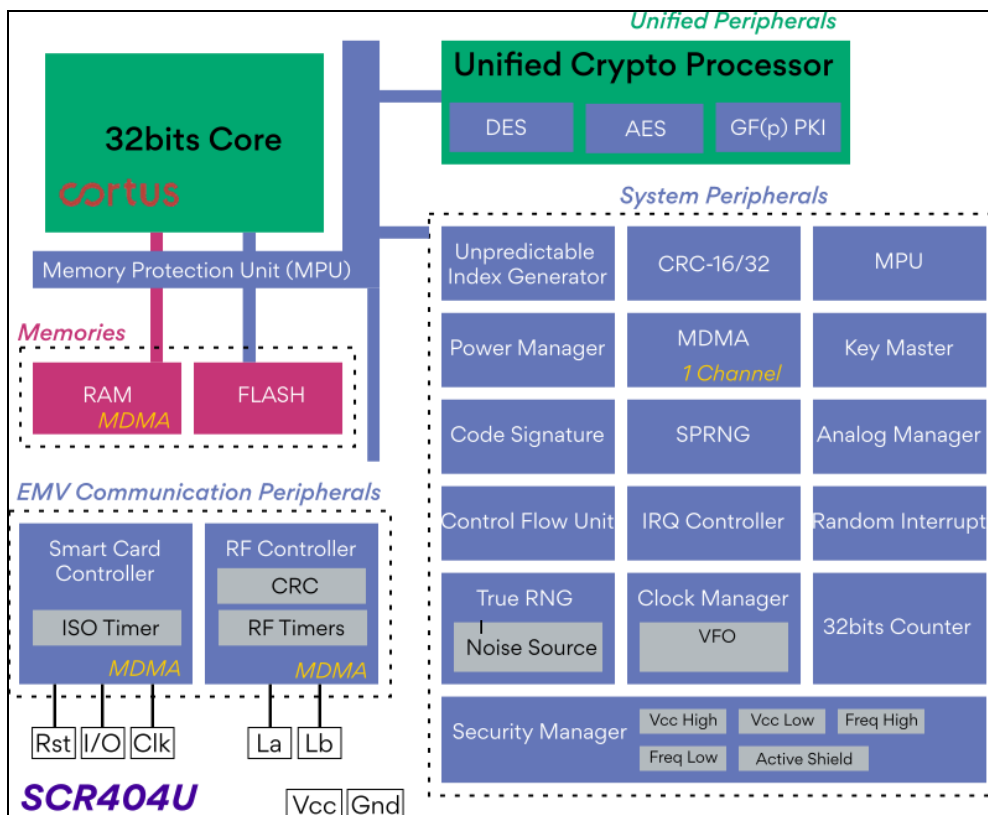 Unified Peripherals
Unified Crypto Processor
DES
AES
GF(p) PKI
32bits Core
cortus
Memory Protection Unit (MPU)
Memories
RAM
MDMA
FLASH
System Peripherals
Unpredictable
Index Generator
CRC-16/32
MPU
Power Manager
MDMA
1 Channel
Key Master
Code Signature
SPRNG
Analog Manager
Control Flow Unit
IRQ Controller
Random Interrupt
True RNG
Noise Source
Clock Manager
VFO
32bits Counter
Security Manager
Vcc High
Vcc Low
Freq High
Freq Low
Active Shield
EMV Communication Peripherals
Smart Card
Controller
ISO Timer
MDMA
RF Controller
CRC
RF Timers
MDMA
Rst
I/O
Clk
La
Lb
SCR404U
Vcc
Gnd